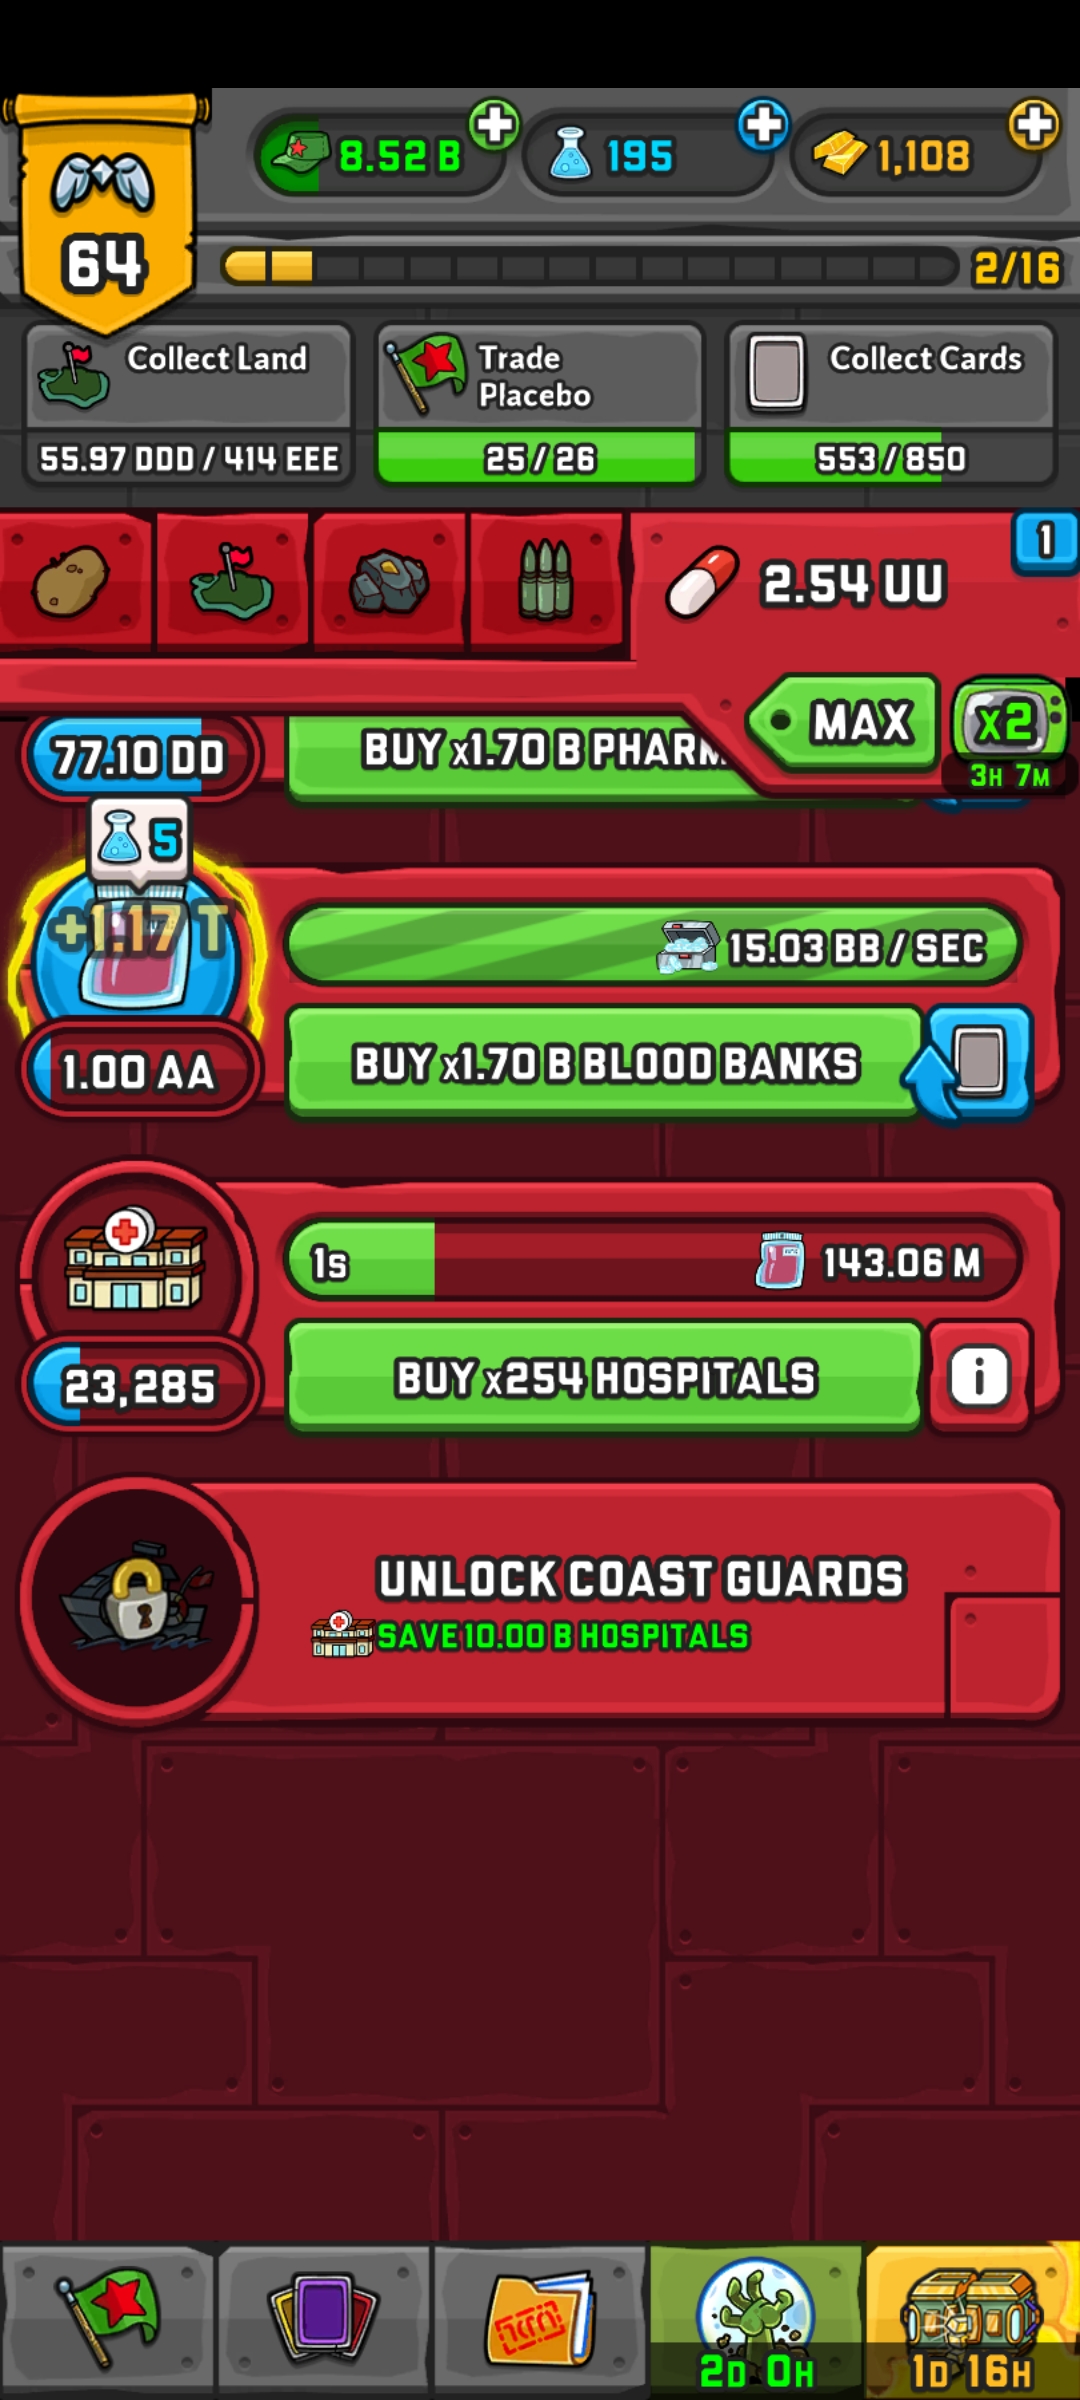 8.52 B
195
1,108
64
2/16
Collect Land
55.97 DDD / 414 EEE
Trade
Placebo
25 / 26
Collect Cards
553 / 850
2.54 UU
1
MAX
x2
3H 7M
77.10 DD
BUY x1.70 B PHARM
5
+1.17 T
15.03 BB / SEC
1.00 AA
BUY x1.70 B BLOOD BANKS
1s
143.06 M
23,285
BUY x254 HOSPITALS
i
UNLOCK COAST GUARDS
SAVE 10.00 B HOSPITALS
2D 0H
1D 16H